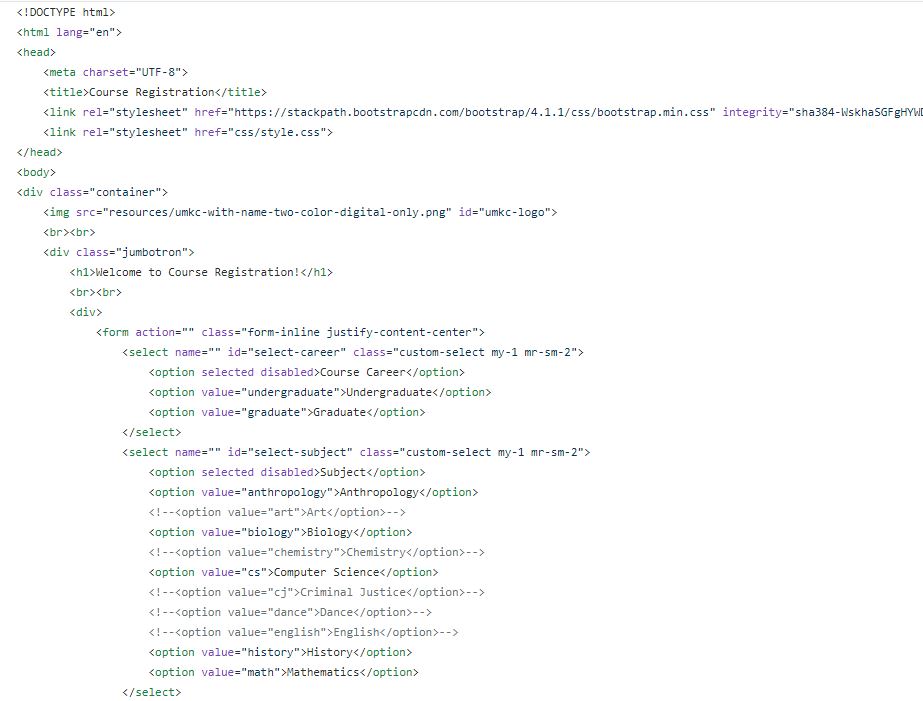 <!DOCTYPE html>
<html lang="en">
<head>
<meta charset="UTF-8">
<title>Course Registration</title>
<link rel="stylesheet" href="https://stackpath.bootstrapcdn.com/bootstrap/4.1.1/css/bootstrap.min.css" integrity="sha384-WskhaSGFgHYWD
<link rel="stylesheet" href="css/style.css">
</head>
<body>
<div class="container">
<img src="resources/umkc-with-name-two-color-digital-only.png" id="umkc-logo">
<br><br>
<div class="jumbotron">
<h1>Welcome to Course Registration!</h1>
<br><br>
<div>
<form action="" class="form-inline justify-content-center">
<select name="" id="select-career" class="custom-select my-1 mr-sm-2">
<option selected disabled>Course Career</option>
<option value="undergraduate">Undergraduate</option>
<option value="graduate">Graduate</option>
</select>
<select name="" id="select-subject" class="custom-select my-1 mr-sm-2">
<option selected disabled>Subject</option>
<option value="anthropology">Anthropology</option>
<!--<option value="art">Art</option>-->
<option value="biology">Biology</option>
<!--<option value="chemistry">Chemistry</option>-->
<option value="cs">Computer Science</option>
<!--<option value="cj">Criminal Justice</option>-->
<!--<option value="dance">Dance</option>-->
<!--<option value="english">English</option>-->
<option value="history">History</option>
<option value="math">Mathematics</option>
</select>